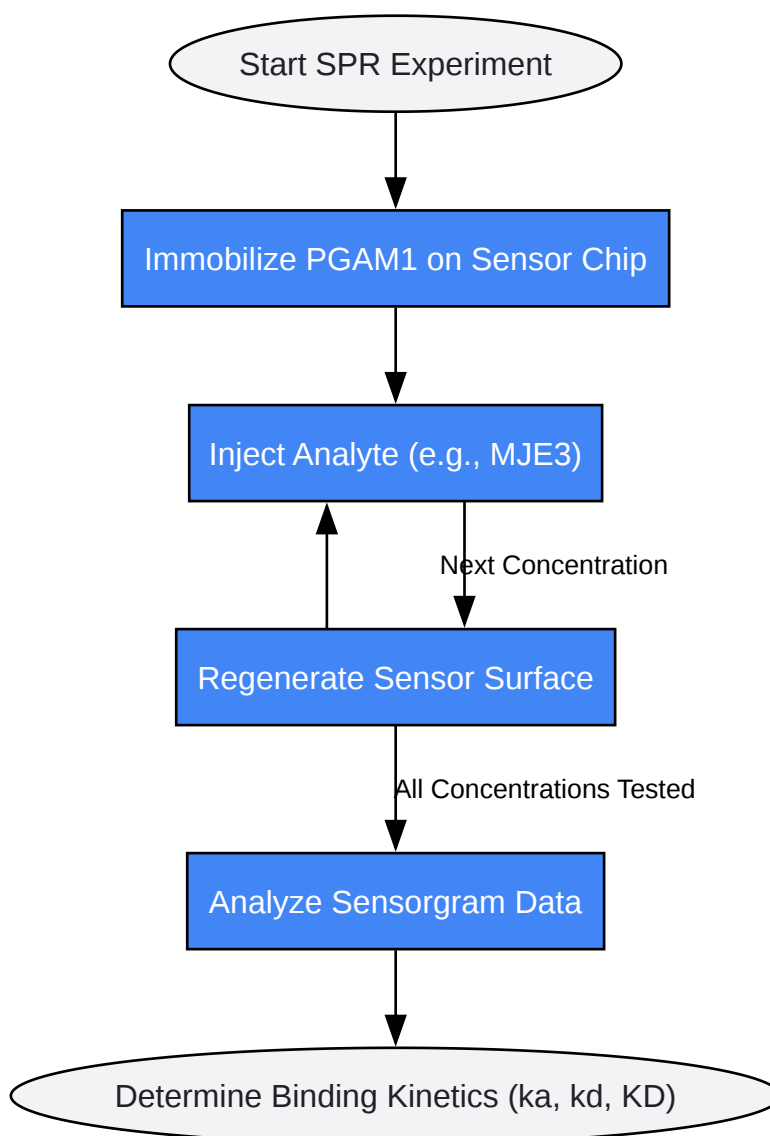 Start SPR Experiment
Immobilize PGAM1 on Sensor Chip
Inject Analyte (e.g., MJE3)
Next Concentration
Regenerate Sensor Surface
All Concentrations Tested
Analyze Sensorgram Data
Determine Binding Kinetics (ka, kd, KD)